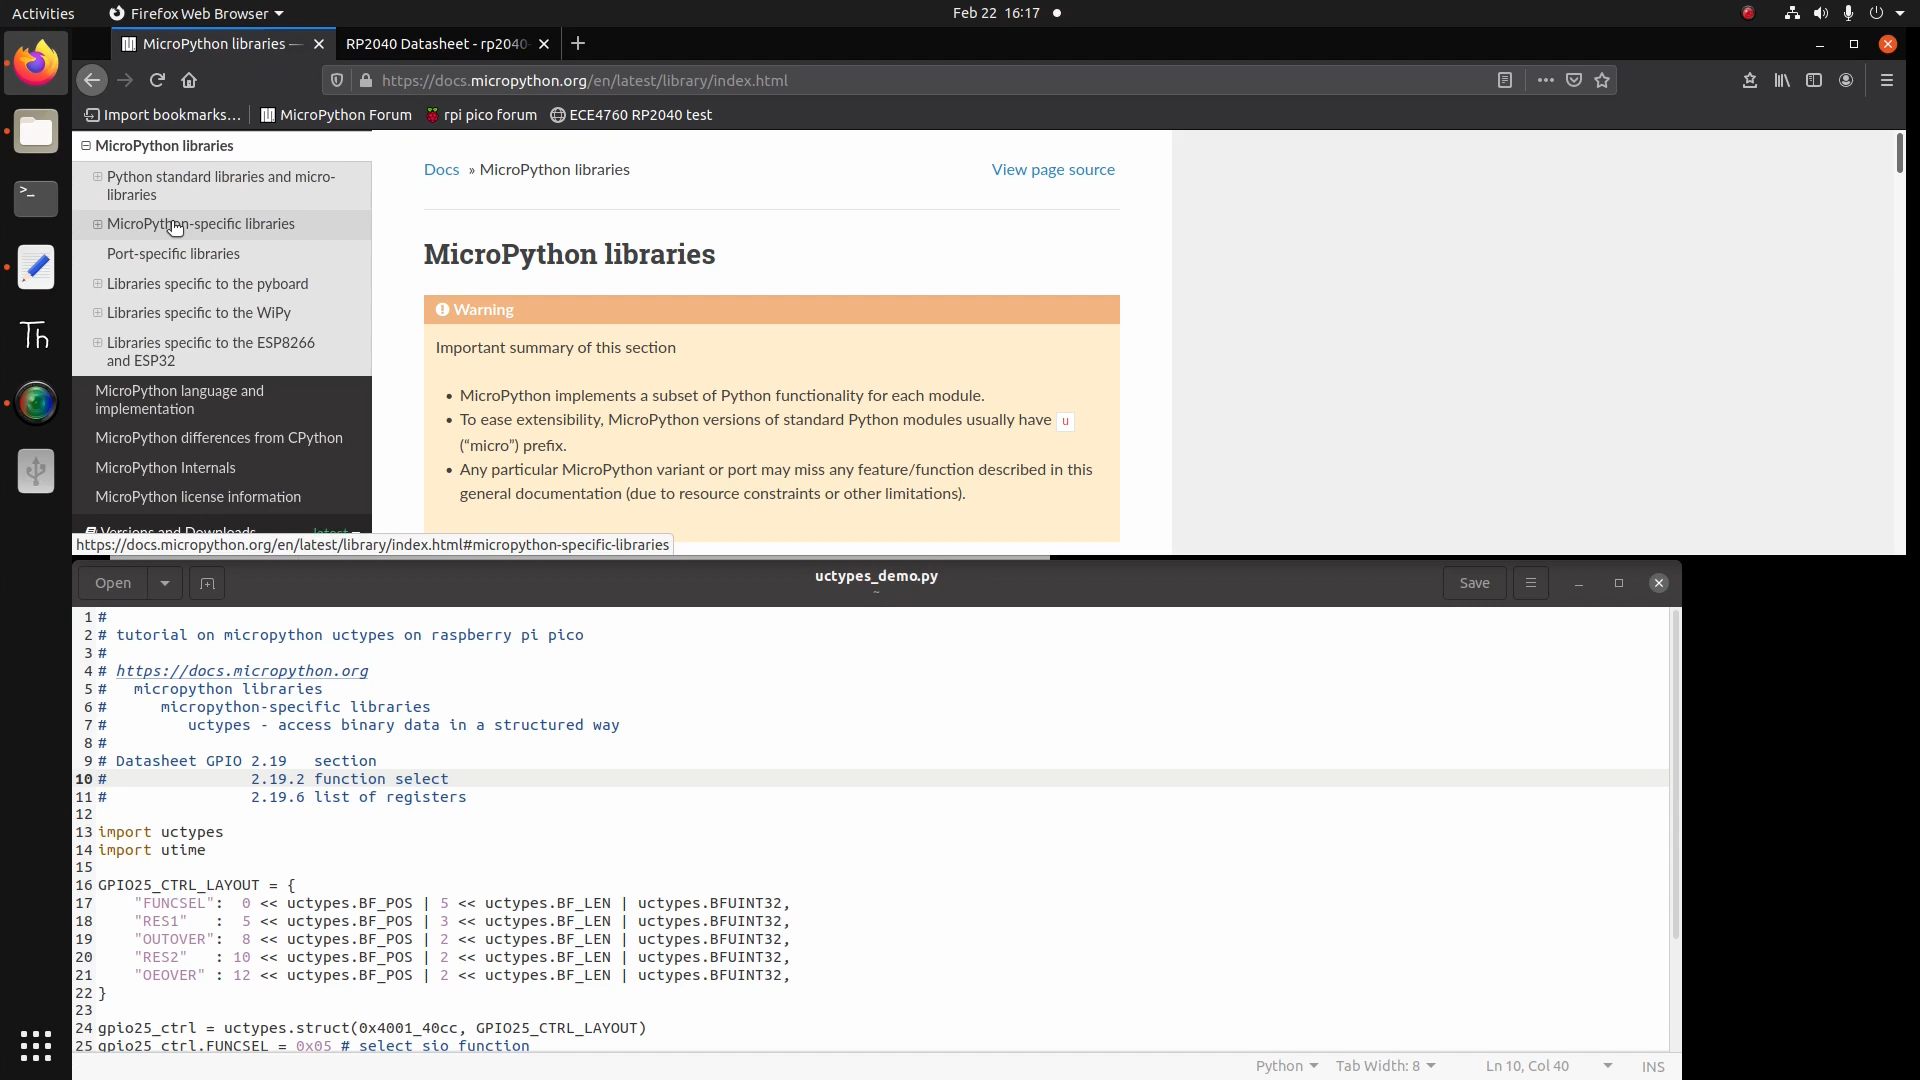 Activities
Firefox Web Browser
Feb 22 16:17
MicroPython libraries —
RP2040 Datasheet - rp2040-
https://docs.micropython.org/en/latest/library/index.html
Import bookmarks...
MicroPython Forum
rpi pico forum
ECE4760 RP2040 test
MicroPython libraries
Python standard libraries and micro-
libraries
MicroPython-specific libraries
Port-specific libraries
Libraries specific to the pyboard
Libraries specific to the WiPy
Libraries specific to the ESP8266
and ESP32
MicroPython language and
implementation
MicroPython differences from CPython
MicroPython Internals
MicroPython license information
Versions and Downloads latest
https://docs.micropython.org/en/latest/library/index.html#micropython-specific-libraries
Docs » MicroPython libraries
View page source
MicroPython libraries
Warning
Important summary of this section
• MicroPython implements a subset of Python functionality for each module.
• To ease extensibility, MicroPython versions of standard Python modules usually have u
(“micro”) prefix.
• Any particular MicroPython variant or port may miss any feature/function described in this
general documentation (due to resource constraints or other limitations).
>_
Th
Open
uctypes_demo.py
~
Save
1 #
2 # tutorial on micropython uctypes on raspberry pi pico
3 #
4 # https://docs.micropython.org
5 #   micropython libraries
6 #      micropython-specific libraries
7 #         uctypes - access binary data in a structured way
8 #
9 # Datasheet GPIO 2.19   section
10 #                2.19.2 function select
11 #                2.19.6 list of registers
12
13 import uctypes
14 import utime
15
16 GPIO25_CTRL_LAYOUT = {
17     "FUNCSEL":  0 << uctypes.BF_POS | 5 << uctypes.BF_LEN | uctypes.BFUINT32,
18     "RES1"   :  5 << uctypes.BF_POS | 3 << uctypes.BF_LEN | uctypes.BFUINT32,
19     "OUTOVER":  8 << uctypes.BF_POS | 2 << uctypes.BF_LEN | uctypes.BFUINT32,
20     "RES2"   : 10 << uctypes.BF_POS | 2 << uctypes.BF_LEN | uctypes.BFUINT32,
21     "OEOVER" : 12 << uctypes.BF_POS | 2 << uctypes.BF_LEN | uctypes.BFUINT32,
22 }
23
24 gpio25_ctrl = uctypes.struct(0x4001_40cc, GPIO25_CTRL_LAYOUT)
25 gpio25_ctrl.FUNCSEL = 0x05 # select sio function
Python
Tab Width: 8
Ln 10, Col 40
INS